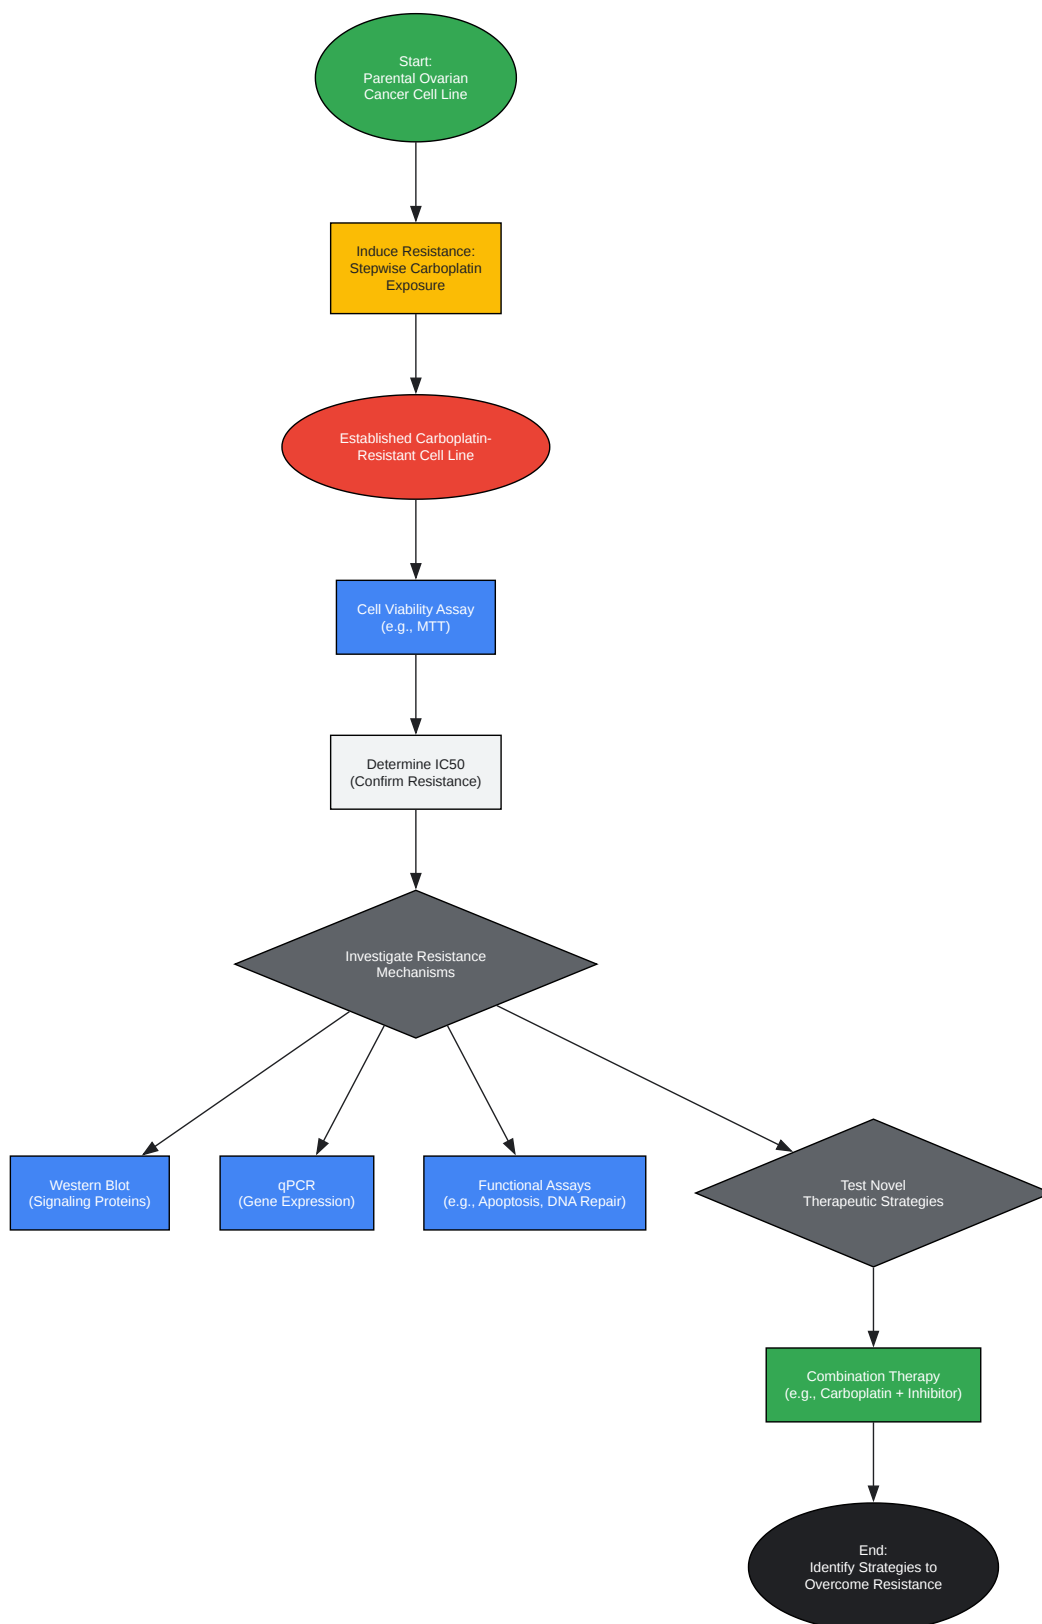 Start:
Parental Ovarian
Cancer Cell Line
Induce Resistance:
Stepwise Carboplatin
Exposure
Established Carboplatin-
Resistant Cell Line
Cell Viability Assay
(e.g., MTT)
Determine IC50
(Confirm Resistance)
Investigate Resistance
Mechanisms
Western Blot
(Signaling Proteins)
qPCR
(Gene Expression)
Functional Assays
(e.g., Apoptosis, DNA Repair)
Test Novel
Therapeutic Strategies
Combination Therapy
(e.g., Carboplatin + Inhibitor)
End:
Identify Strategies to
Overcome Resistance